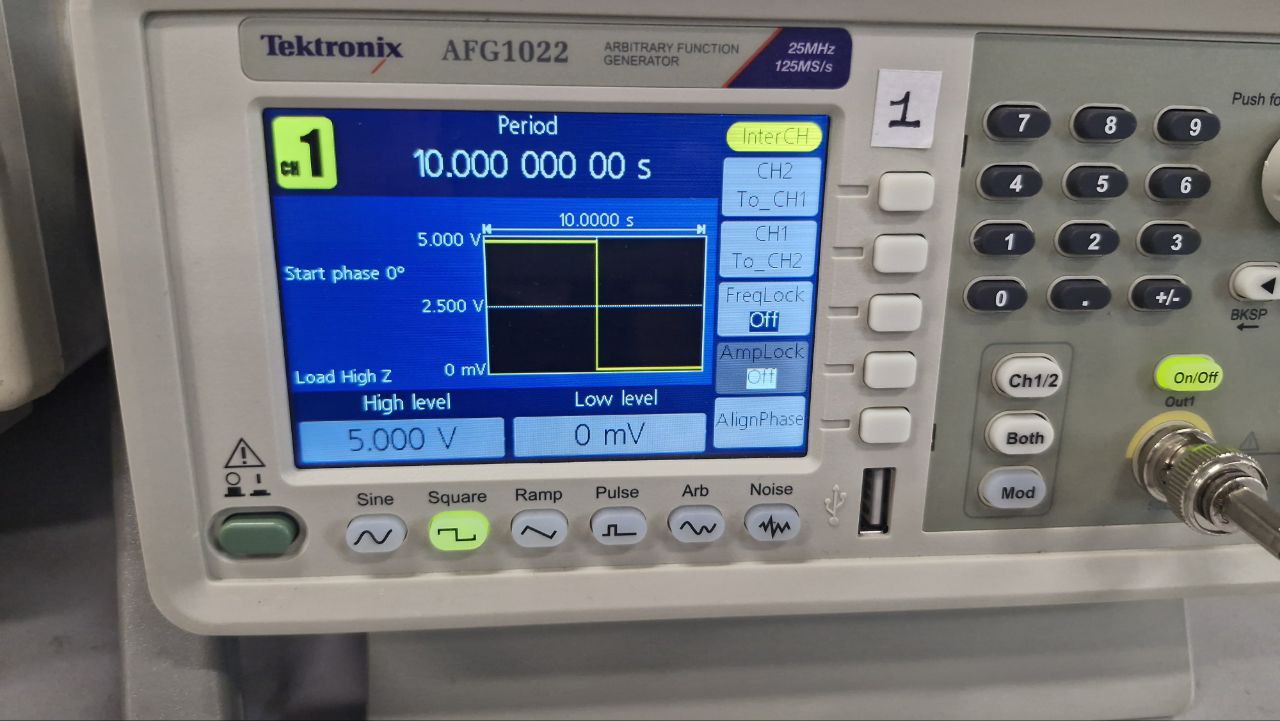 Tektronix AFG1022 ARBITRARY FUNCTION GENERATOR 25MHz 125MS/s
1
Push fo
CH 1
Period
10.000 000 00 s
InterCH
CH2
To_CH1
CH1
To_CH2
FreqLock
Off
AmpLock
Off
AlignPhase
10.0000 s
5.000 V
Start phase 0°
2.500 V
Load High Z
0 mV
High level
Low level
5.000 V
0 mV
7 8 9
4 5 6
1 2 3
0 . +/-
BKSP
Ch1/2
On/Off
Out1
Both
Mod
Sine Square Ramp Pulse Arb Noise